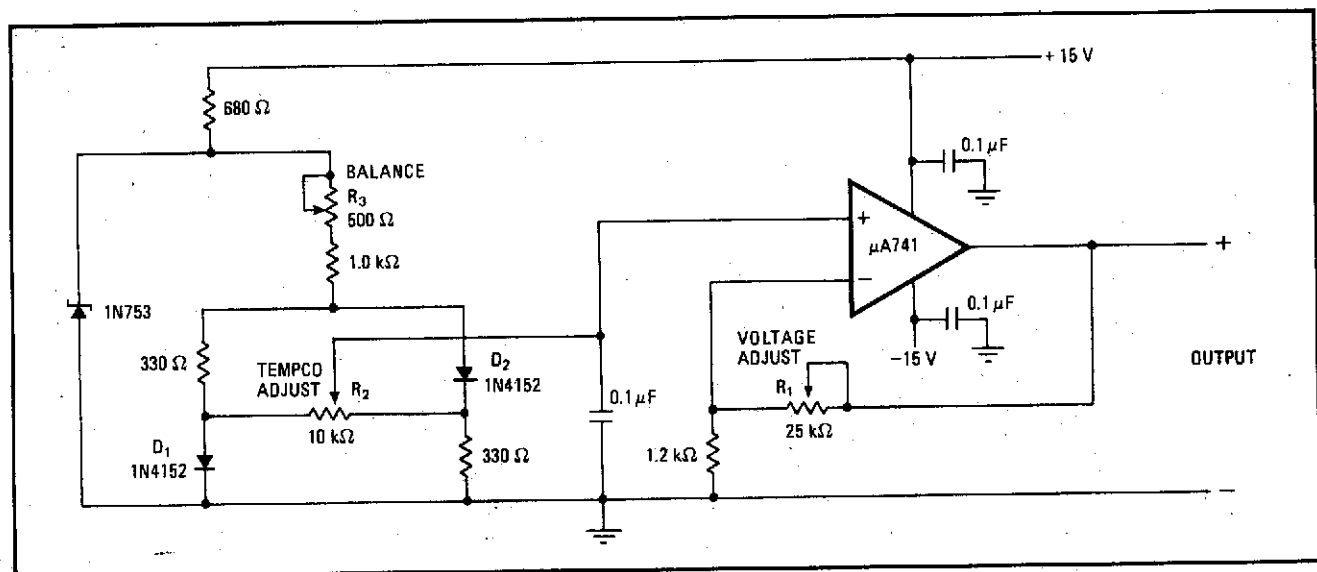 + 15 V
680 Ω
0.1 μF
BALANCE
R3
500 Ω
+
μA741
−
+
1.0 kΩ
1N753
0.1 μF
−15 V
VOLTAGE
ADJUST
OUTPUT
330 Ω
TEMPCO
ADJUST
R2
D2
1N4152
R1
0.1 μF
10 kΩ
25 kΩ
D1
1N4152
330 Ω
1.2 kΩ
−